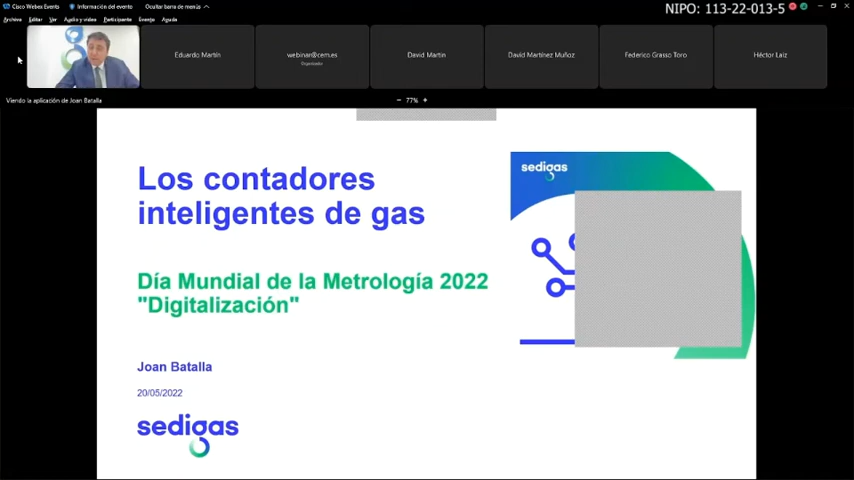 Cisco Webex Events
Información del evento
Ocultar barra de menús
NIPO: 113-22-013-5
Archivo Editar Ver Audio y vídeo Participante Evento Ayuda
Eduardo Martín
webinar@cem.es
Organizador
David Martin
David Martínez Muñoz
Federico Grasso Toro
Héctor Laiz
Viendo la aplicación de Joan Batalla
− 77% +
Los contadores
inteligentes de gas
sedigas
Día Mundial de la Metrología 2022
"Digitalización"
Joan Batalla
20/05/2022
sedigas